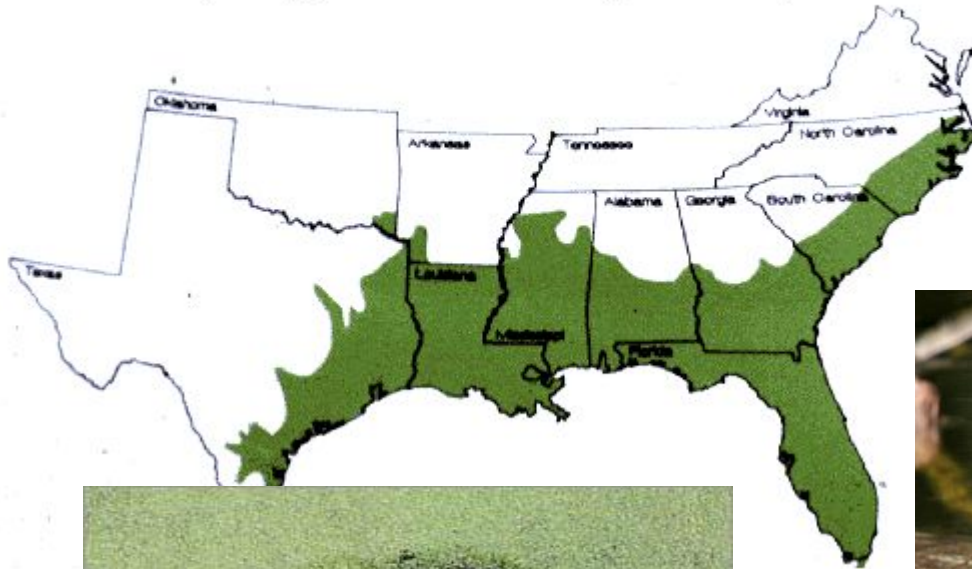 Oklahoma
Virginia
North Carolina
Arkansas
Tennessee
Alabama
Georgia
South Carolina
Texas
Louisiana
Mississippi
Florida